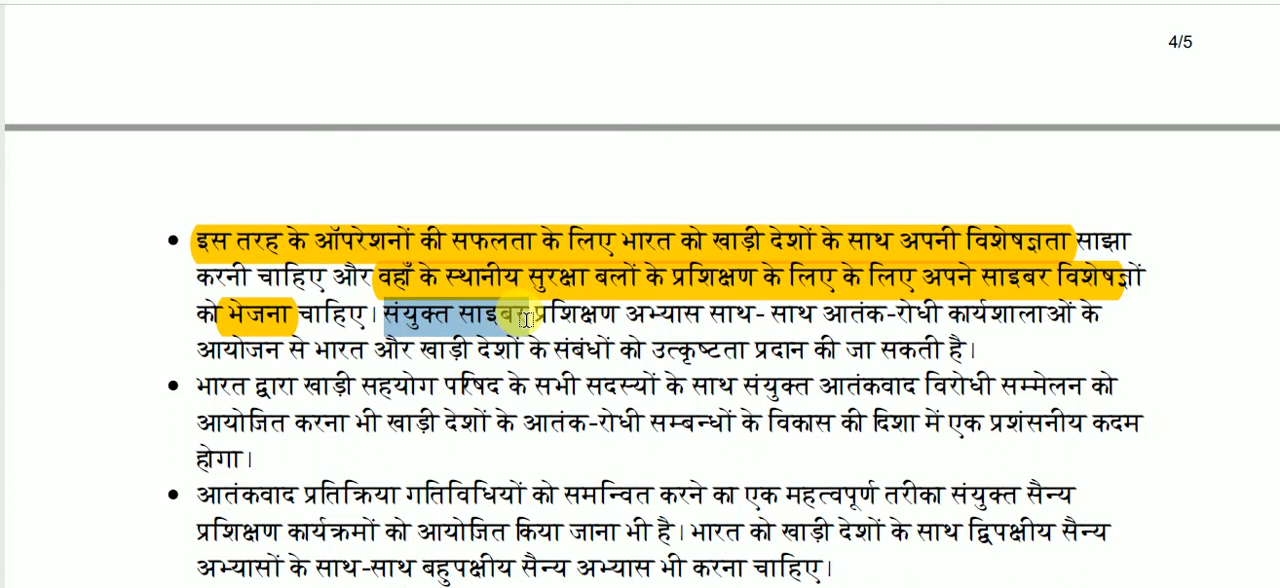 4/5
• इस तरह के ऑपरेशनों की सफलता के लिए भारत को खाड़ी देशों के साथ अपनी विशेषज्ञता साझा
करनी चाहिए और वहाँ के स्थानीय सुरक्षा बलों के प्रशिक्षण के लिए के लिए अपने साइबर विशेषज्ञों
को भेजना चाहिए। संयुक्त साइबर प्रशिक्षण अभ्यास साथ- साथ आतंक-रोधी कार्यशालाओं के
आयोजन से भारत और खाड़ी देशों के संबंधों को उत्कृष्टता प्रदान की जा सकती है।
• भारत द्वारा खाड़ी सहयोग परिषद के सभी सदस्यों के साथ संयुक्त आतंकवाद विरोधी सम्मेलन को
आयोजित करना भी खाड़ी देशों के आतंक-रोधी सम्बन्धों के विकास की दिशा में एक प्रशंसनीय कदम
होगा।
• आतंकवाद प्रतिक्रिया गतिविधियों को समन्वित करने का एक महत्वपूर्ण तरीका संयुक्त सैन्य
प्रशिक्षण कार्यक्रमों को आयोजित किया जाना भी है। भारत को खाड़ी देशों के साथ द्विपक्षीय सैन्य
अभ्यासों के साथ-साथ बहुपक्षीय सैन्य अभ्यास भी करना चाहिए।